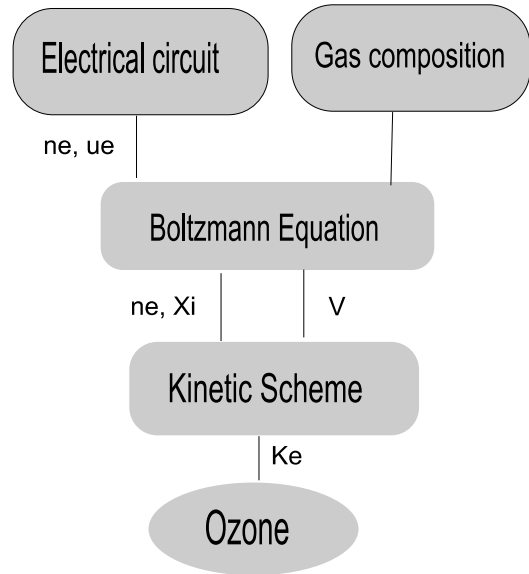 Electrical circuit
Gas composition
ne, ue
Boltzmann Equation
ne, Xi
V
Kinetic Scheme
Ke
Ozone